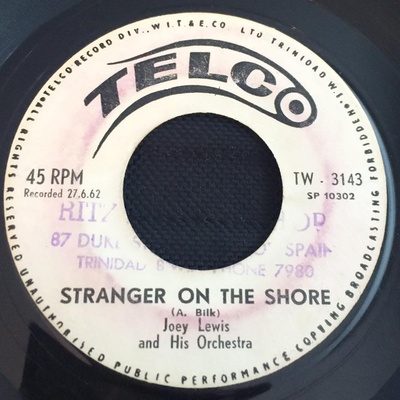 TELCO RECORD DIV., W.I.T. & E. CO LTD TRINIDAD W.I.
ALL RIGHTS RESERVED UNAUTHORISED PUBLIC PERFORMANCE COPYING BROADCASTING FORBIDDEN.
TELCO
45 RPM
Recorded 27.6.62
TW - 3143
SP 10302
RITZ
87 DUKE SPAIN
TRINIDAD PHONE 7980
STRANGER ON THE SHORE
(A. Bilk)
Joey Lewis
and His Orchestra